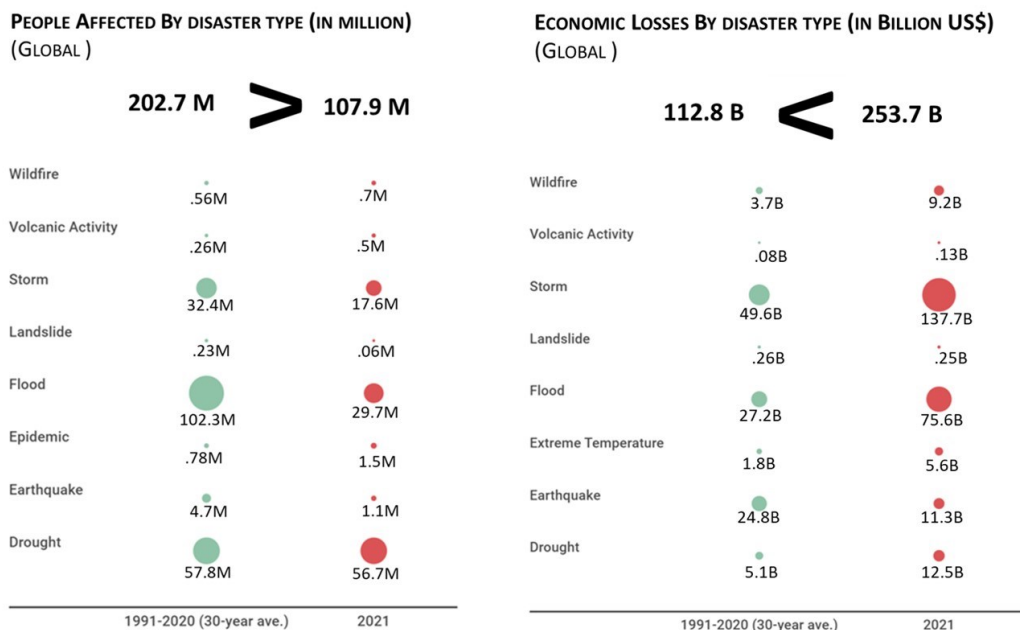 PEOPLE AFFECTED BY DISASTER TYPE (IN MILLION)
(GLOBAL )
202.7 M > 107.9 M
Wildfire
.56M .7M
Volcanic Activity
.26M .5M
Storm
32.4M 17.6M
Landslide
.23M .06M
Flood
102.3M 29.7M
Epidemic
.78M 1.5M
Earthquake
4.7M 1.1M
Drought
57.8M 56.7M
1991-2020 (30-year ave.) 2021
ECONOMIC LOSSES BY DISASTER TYPE (IN BILLION US$)
(GLOBAL )
112.8 B < 253.7 B
Wildfire
3.7B 9.2B
Volcanic Activity
.08B .13B
Storm
49.6B 137.7B
Landslide
.26B .25B
Flood
27.2B 75.6B
Extreme Temperature
1.8B 5.6B
Earthquake
24.8B 11.3B
Drought
5.1B 12.5B
1991-2020 (30-year ave.) 2021